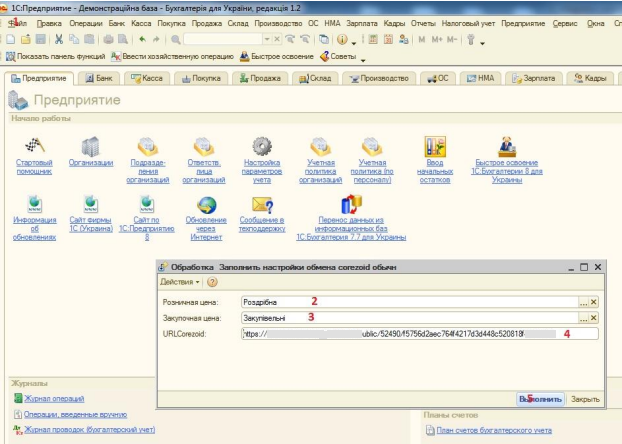 1С:Предприятие - Демонстраційна база - Бухгалтерія для України, редакція 1.2
1
Файл Правка Операции Банк Касса Покупка Продажа Склад Производство ОС НМА Зарплата Кадры Отчеты Налоговый учет Предприятие Сервис Окна
M M+ M-
Показать панель функций Ввести хозяйственную операцию Быстрое освоение Советы
Предприятие Банк Касса Покупка Продажа Склад Производство ОС НМА Зарплата Кадры
Предприятие
Начало работы
Стартовый помощник
Организации
Подразде-
ления
организаций
Ответств.
лица
организаций
Настройка
параметров
учета
Учетная
политика
организаций
Учетная
политика (по
персоналу)
Ввод
начальных
остатков
Быстрое освоение
1С:Бухгалтерии 8 для
Украины
Информация
об
обновлениях
Сайт фирмы
1С (Украина)
Сайт по
1С:Предприятию
8
Обновление
через
Интернет
Сообщение в
техподдержку
Перенос данных из
информационных баз
1С:Бухгалтерия 7.7 для Украины
Обработка Заполнить настройки обмена corezoid обычн
Действия
Розничная цена: Роздрібна 2
Закупочная цена: Закупівельні 3
URLCorezoid: https:// ublic/52490/f5756d2aec764f4217d3d448c520818f 4
5
Выполнить Закрыть
Журналы
Журнал операций
Операции, введенные вручную
Журнал проводок (бухгалтерский учет)
Планы счетов
План счетов бухгалтерского учета